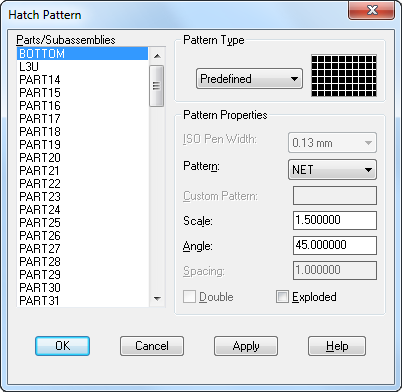 Hatch Pattern
Parts/Subassemblies
BOTTOM
L3U
PART14
PART15
PART16
PART17
PART18
PART19
PART20
PART21
PART22
PART23
PART24
PART25
PART26
PART27
PART28
PART29
PART30
PART31
Pattern Type
Predefined
Pattern Properties
ISO Pen Width: 0.13 mm
Pattern: NET
Custom Pattern:
Scale: 1.500000
Angle: 45.000000
Spacing: 1.000000
Double Exploded
OK Cancel Apply Help